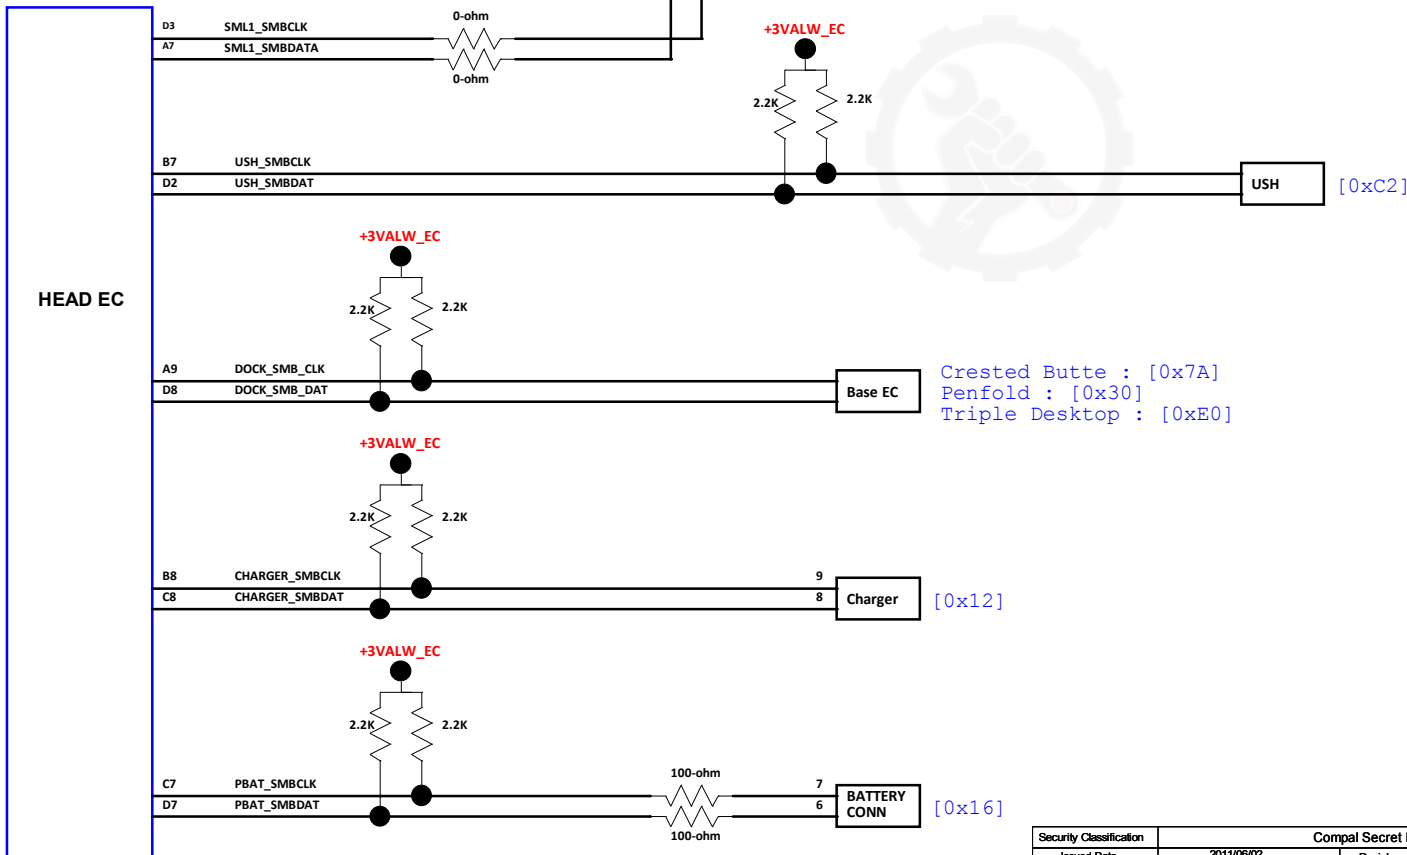 0-ohm
D3 SML1_SMBCLK
A7 SML1_SMBDATA
0-ohm
+3VALW_EC
2.2K 2.2K
B7 USH_SMBCLK
D2 USH_SMBDAT
USH [0xC2]
+3VALW_EC
HEAD EC
2.2K 2.2K
A9 DOCK_SMB_CLK
D8 DOCK_SMB_DAT
Base EC
Crested Butte : [0x7A]
Penfold : [0x30]
Triple Desktop : [0xE0]
+3VALW_EC
2.2K 2.2K
B8 CHARGER_SMBCLK 9
C8 CHARGER_SMBDAT 8
Charger [0x12]
+3VALW_EC
2.2K 2.2K
100-ohm
C7 PBAT_SMBCLK 7
D7 PBAT_SMBDAT 6
BATTERY
CONN
[0x16]
100-ohm
Security Classification Compal Secret
Issued Date 2011/06/02